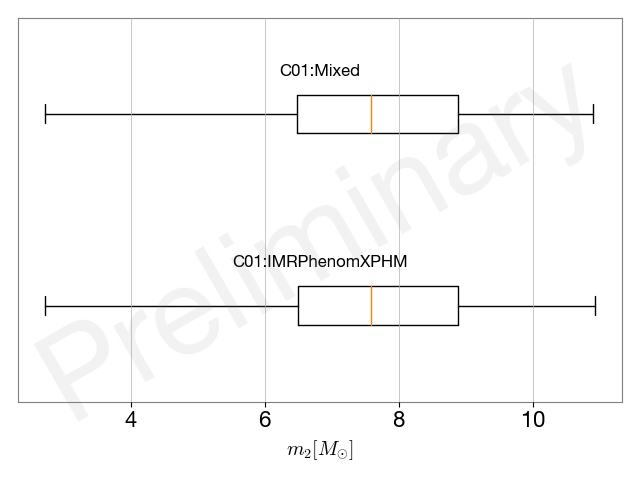 C01:Mixed
Preliminary
C01:IMRPhenomXPHM
4 6 8 10
m₂[M☉]